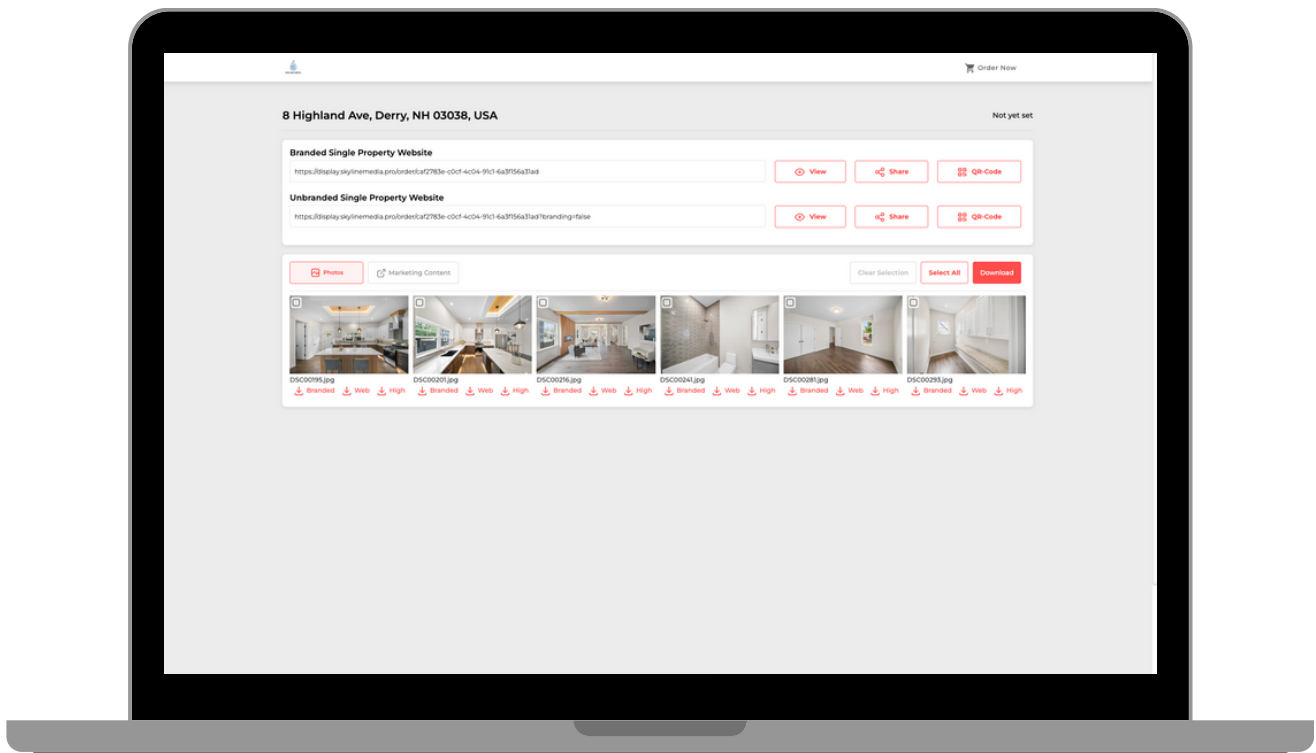 Order Now
8 Highland Ave, Derry, NH 03038, USA
Not yet set
Branded Single Property Website
https://display.skylinemedia.pro/order/caf2783e-c0cf-4c04-91c1-6a3f156a31ad
View
Share
QR-Code
Unbranded Single Property Website
https://display.skylinemedia.pro/order/caf2783e-c0cf-4c04-91c1-6a3f156a31ad?branding=false
View
Share
QR-Code
Photos
Marketing Content
Clear Selection
Select All
Download
DSC00195.jpg
DSC00201.jpg
DSC00216.jpg
DSC00241.jpg
DSC00281.jpg
DSC00293.jpg
Branded Web High
Branded Web High
Branded Web High
Branded Web High
Branded Web High
Branded Web High